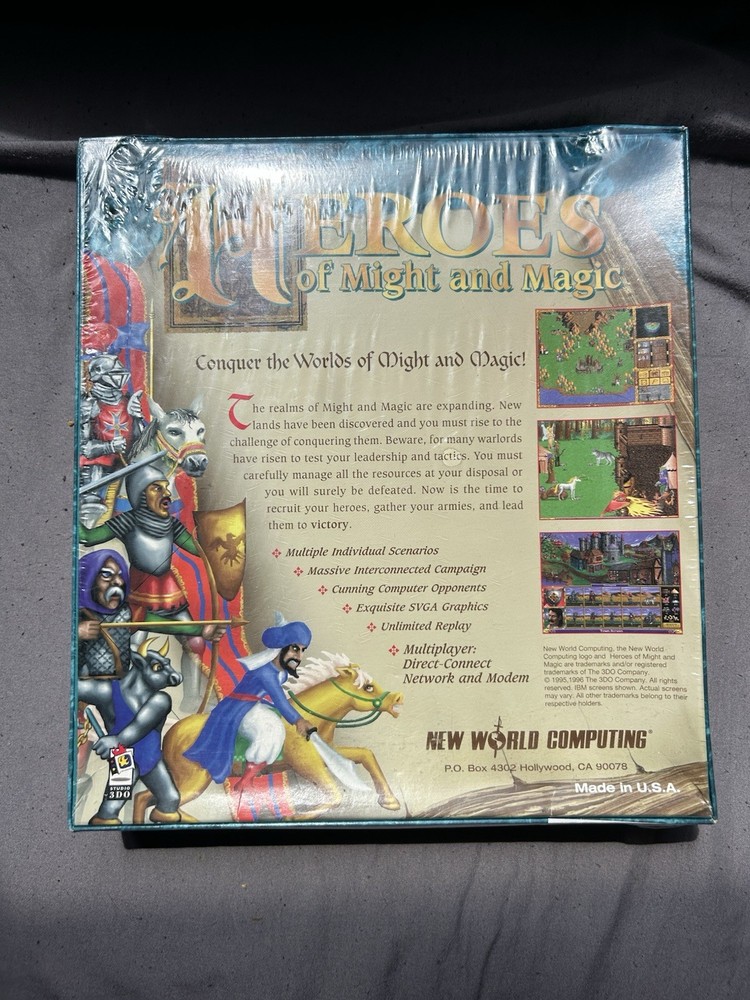 HEROES
of Might and Magic
Conquer the Worlds of Might and Magic!
The realms of Might and Magic are expanding. New
lands have been discovered and you must rise to the
challenge of conquering them. Beware, for many warlords
have risen to test your leadership and tactics. You must
carefully manage all the resources at your disposal or
you will surely be defeated. Now is the time to
recruit your heroes, gather your armies, and lead
them to victory.
Multiple Individual Scenarios
Massive Interconnected Campaign
Cunning Computer Opponents
Exquisite SVGA Graphics
Unlimited Replay
Multiplayer:
Direct-Connect
Network and Modem
New World Computing, the New World
Computing logo and Heroes of Might and
Magic are trademarks and/or registered
trademarks of The 3DO Company.
© 1995,1996 The 3DO Company. All rights
reserved. IBM screens shown. Actual screens
may vary. All other trademarks belong to their
respective holders.
NEW WORLD COMPUTING®
P.O. Box 4302 Hollywood, CA 90078
Made in U.S.A.
STUDIO
3DO